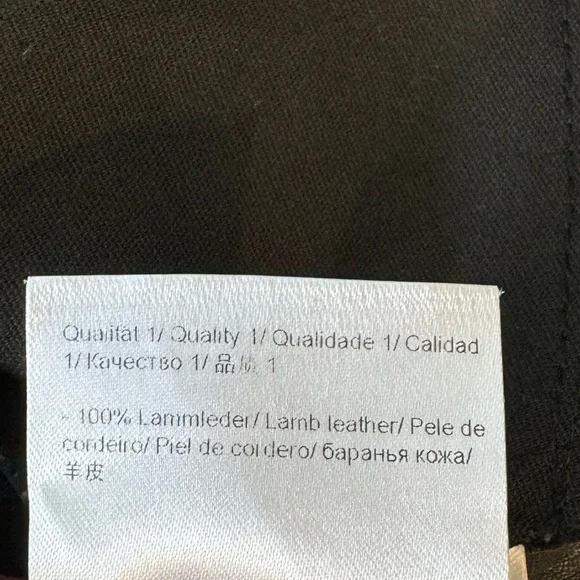 Qualität 1/ Quality 1/ Qualidade 1/ Calidad
1/ Качество 1/ 品质 1
- 100% Lammleder/ Lamb leather/ Pele de
cordeiro/ Piel de cordero/ баранья кожа/
羊皮